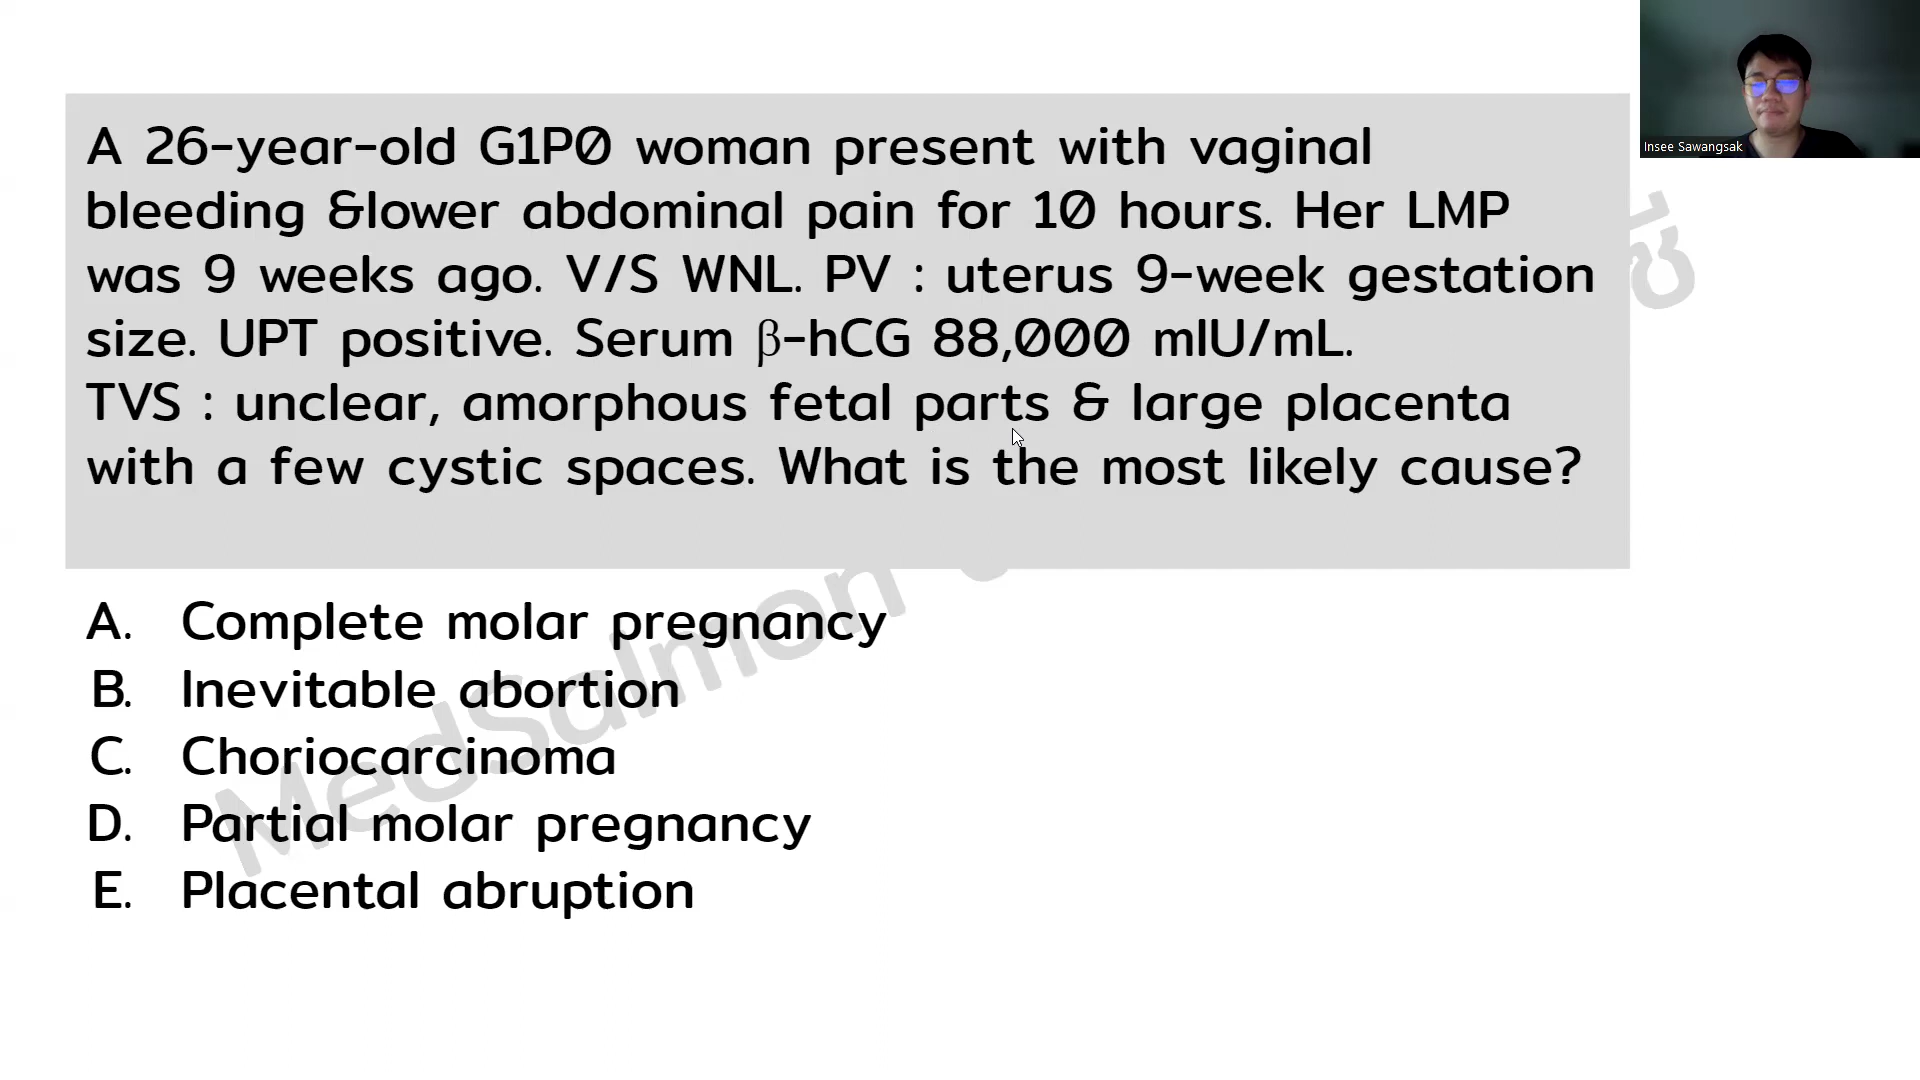 A 26-year-old G1P0 woman present with vaginal
bleeding &lower abdominal pain for 10 hours. Her LMP
was 9 weeks ago. V/S WNL. PV : uterus 9-week gestation
size. UPT positive. Serum β-hCG 88,000 mIU/mL.
TVS : unclear, amorphous fetal parts & large placenta
with a few cystic spaces. What is the most likely cause?
A. Complete molar pregnancy
B. Inevitable abortion
C. Choriocarcinoma
D. Partial molar pregnancy
E. Placental abruption
MedSalmon
Insee Sawangsak